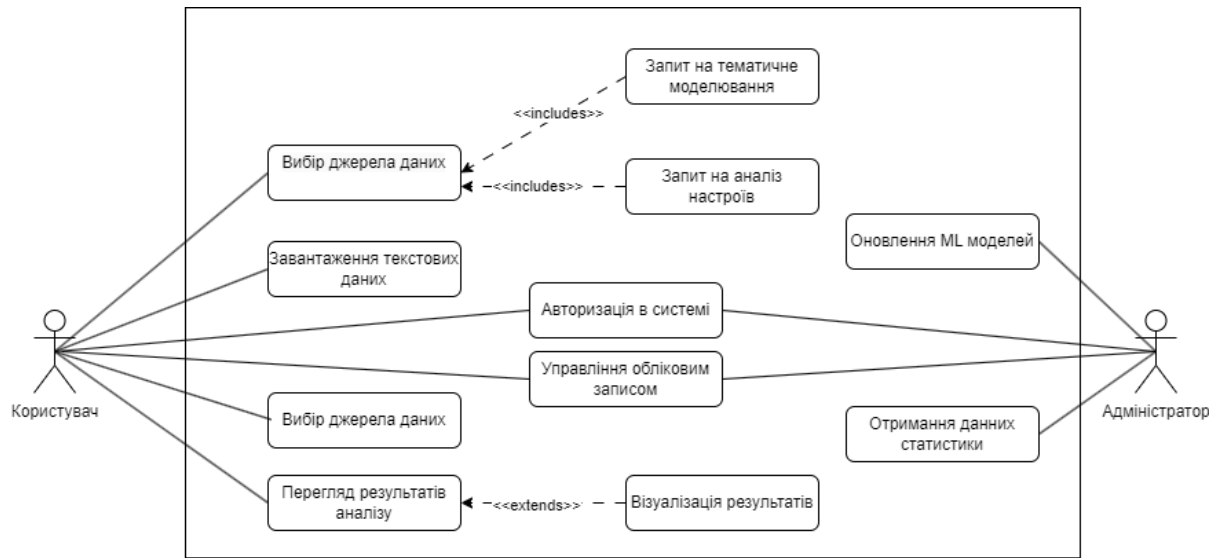 Запит на тематичне
моделювання
<<includes>>
Вибір джерела даних
<<includes>>
Запит на аналіз
настроїв
Оновлення ML моделей
Завантаження текстових
даних
Авторизація в системі
Управління обліковим
записом
Користувач
Адміністратор
Вибір джерела даних
Отримання данних
статистики
Перегляд результатів
аналізу
<<extends>>
Візуалізація результатів